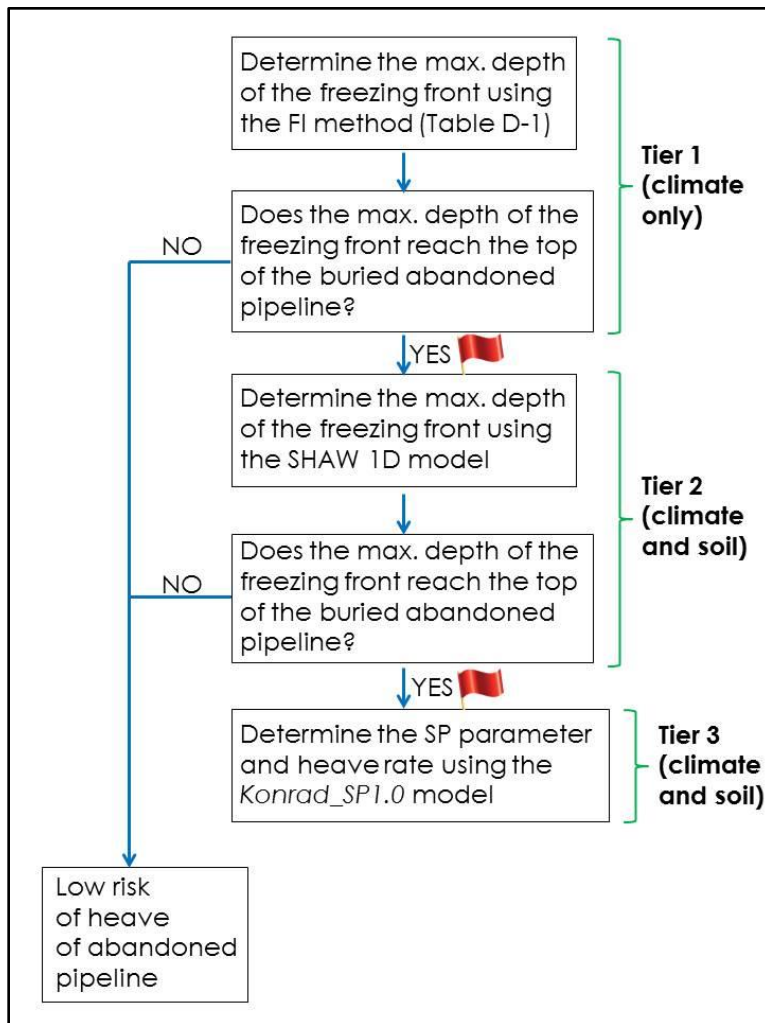 Determine the max. depth
of the freezing front using
the FI method (Table D-1)
Tier 1
(climate
only)
Does the max. depth of the
freezing front reach the top
of the buried abandoned
pipeline?
NO
YES
Determine the max. depth
of the freezing front using
the SHAW 1D model
Tier 2
(climate
and soil)
Does the max. depth of the
freezing front reach the top
of the buried abandoned
pipeline?
NO
YES
Determine the SP parameter
and heave rate using the
Konrad_SP1.0 model
Tier 3
(climate
and soil)
Low risk
of heave
of abandoned
pipeline